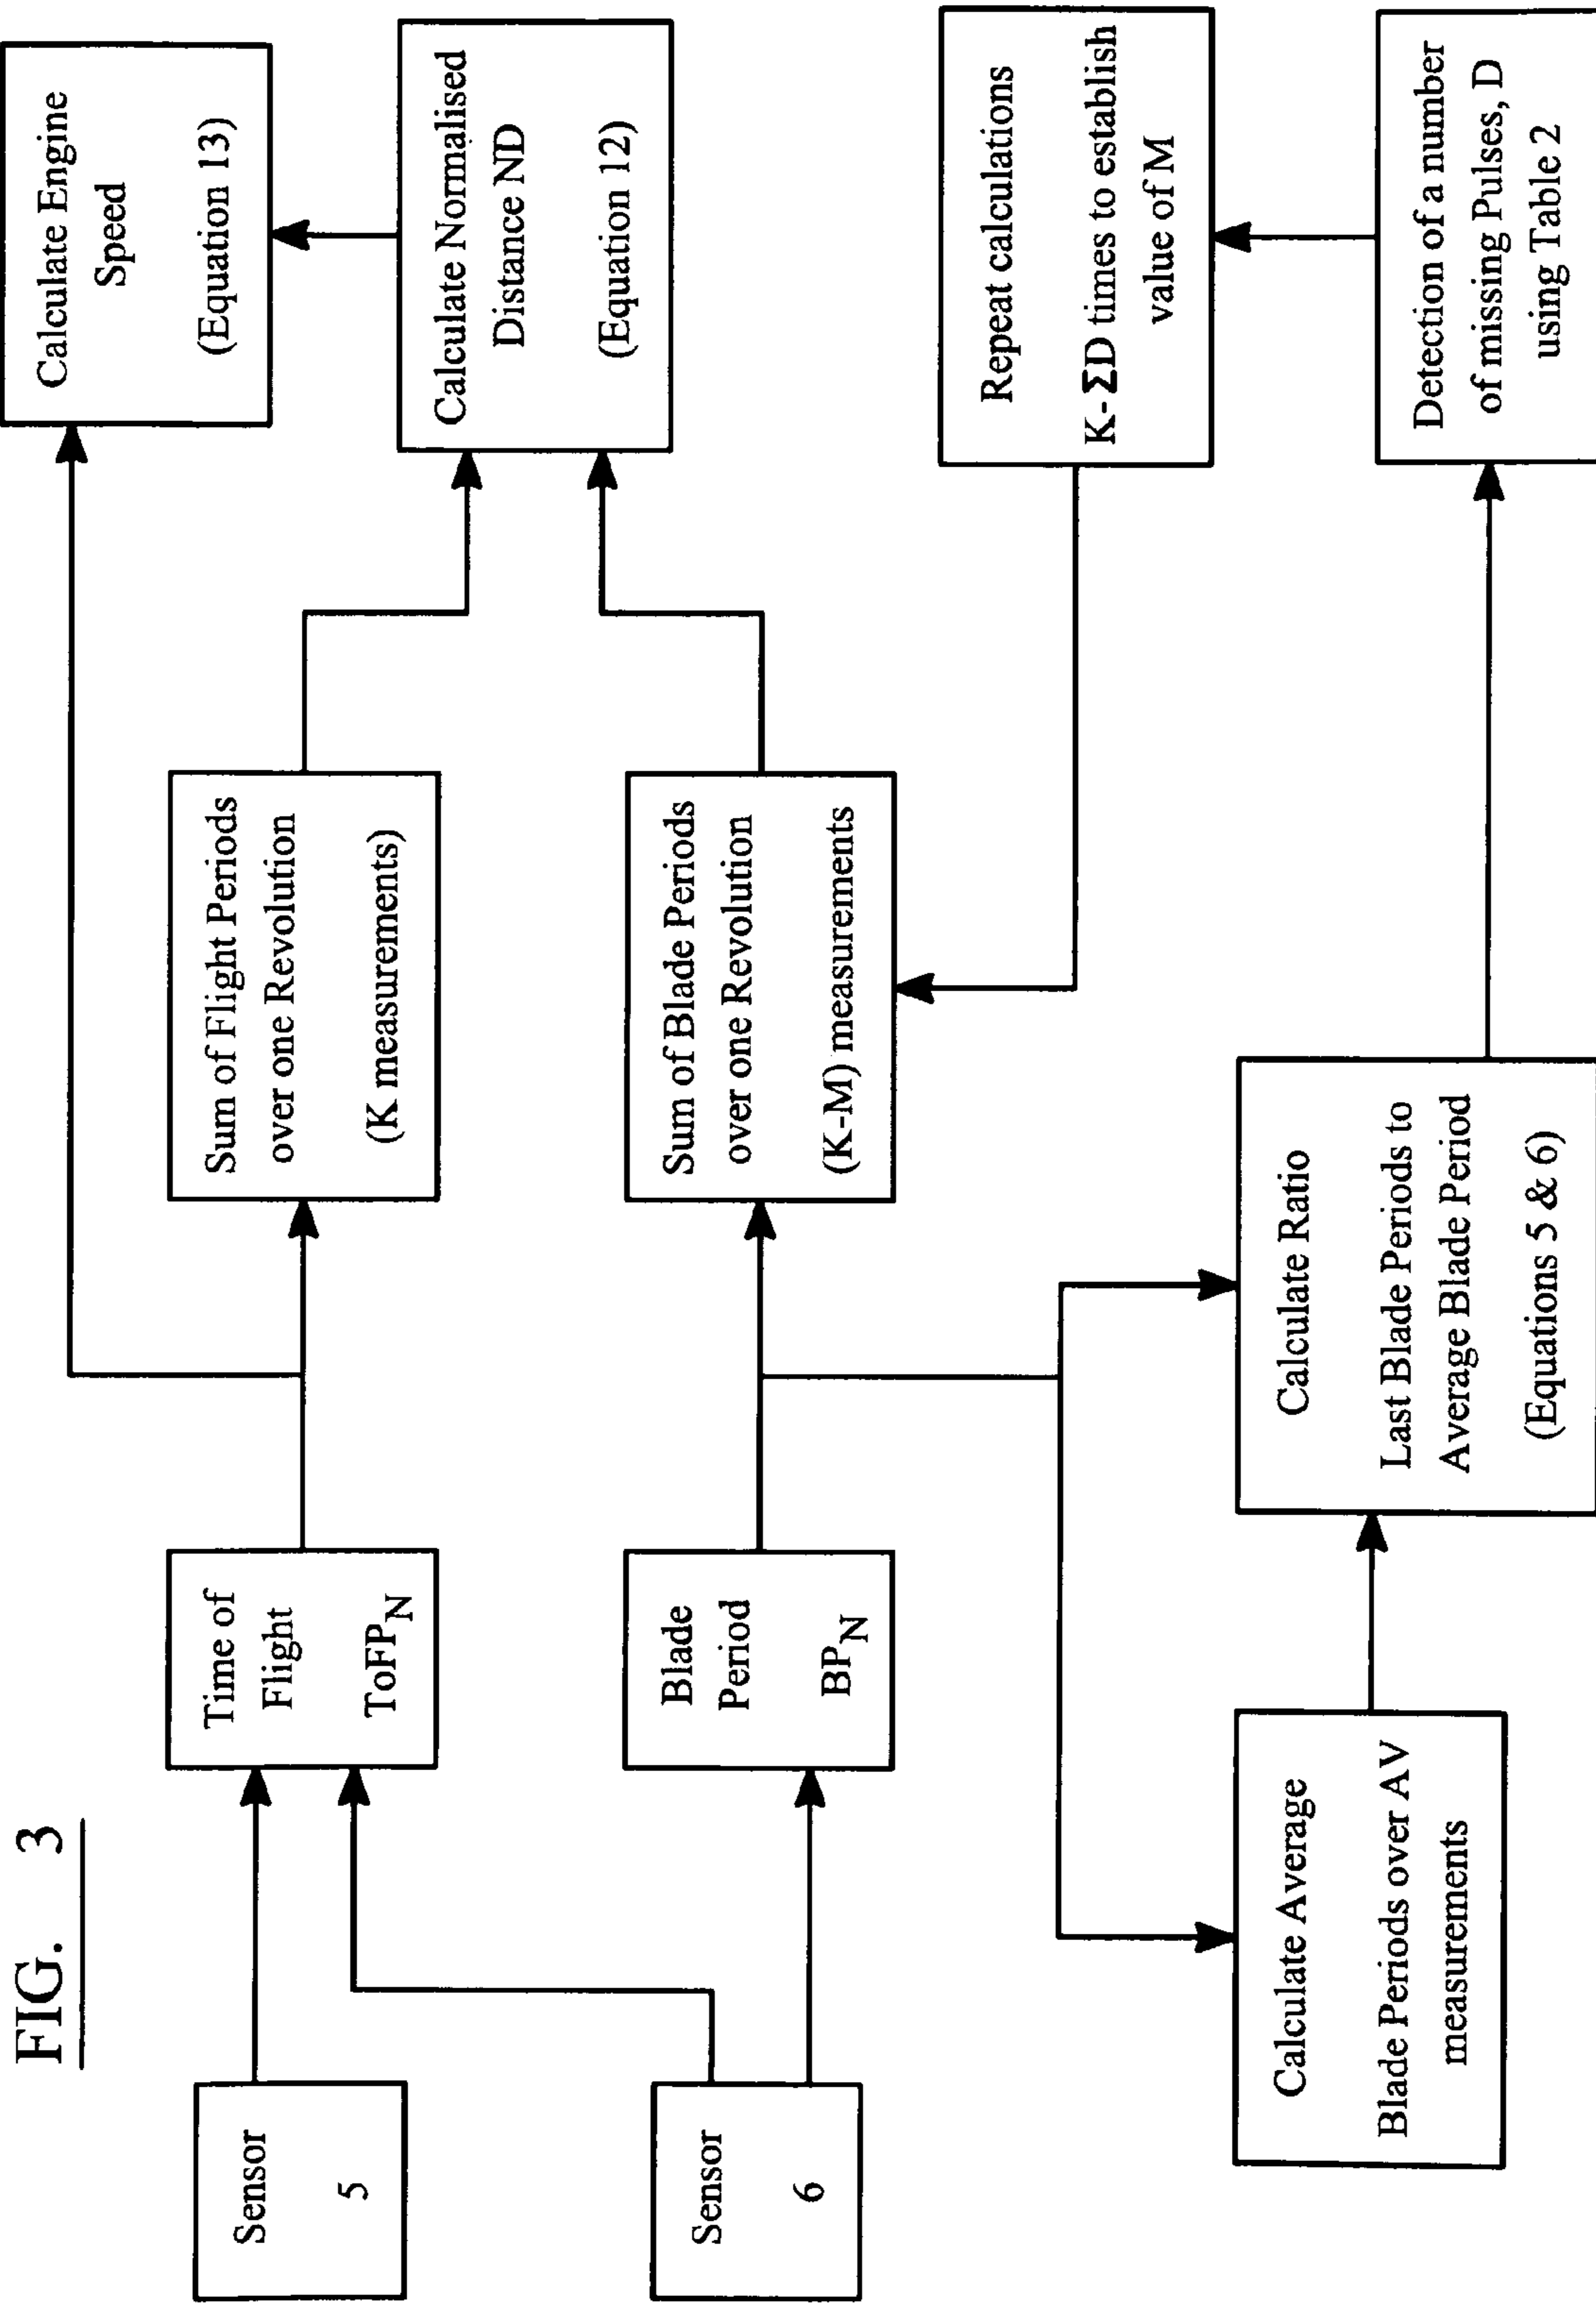 FIG. 3
Sensor
5
Time of
Flight
ToFP_N
Sum of Flight Periods
over one Revolution
(K measurements)
Calculate Engine
Speed
(Equation 13)
Calculate Normalised
Distance ND
(Equation 12)
Sensor
6
Blade
Period
BP_N
Sum of Blade Periods
over one Revolution
(K-M) measurements
Repeat calculations
K-ΣD times to establish
value of M
Calculate Average
Blade Periods over AV
measurements
Calculate Ratio
Last Blade Periods to
Average Blade Period
(Equations 5 & 6)
Detection of a number
of missing Pulses, D
using Table 2